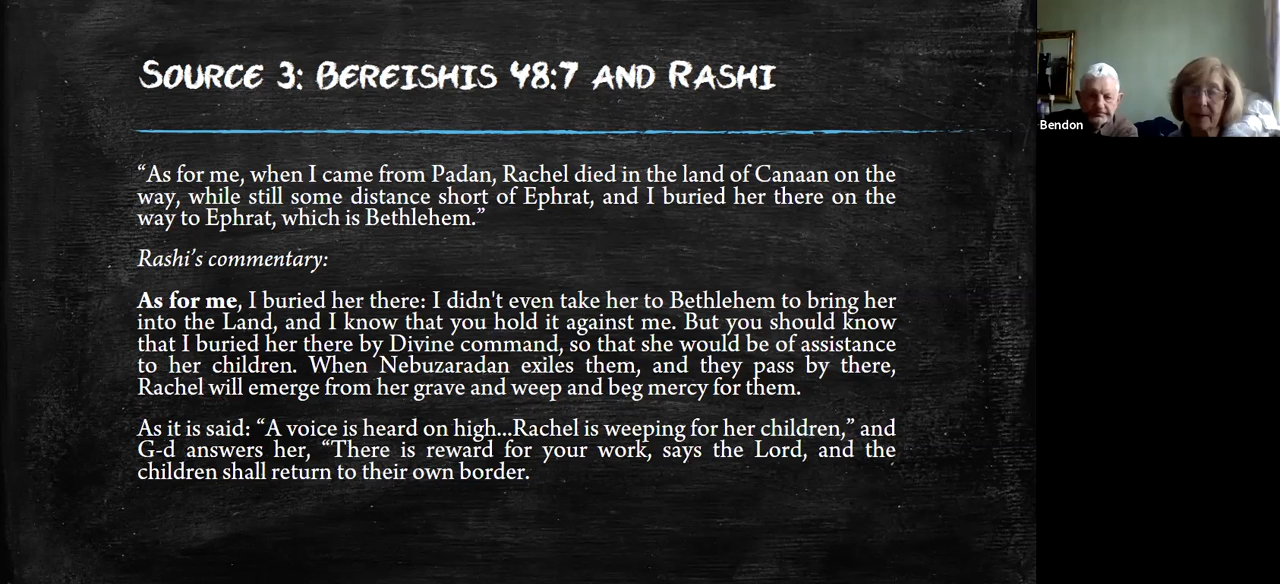 SOURCE 3: BEREISHIS 48:7 AND RASHI
“As for me, when I came from Padan, Rachel died in the land of Canaan on the
way, while still some distance short of Ephrat, and I buried her there on the
way to Ephrat, which is Bethlehem.”
Rashi’s commentary:
As for me, I buried her there: I didn't even take her to Bethlehem to bring her
into the Land, and I know that you hold it against me. But you should know
that I buried her there by Divine command, so that she would be of assistance
to her children. When Nebuzaradan exiles them, and they pass by there,
Rachel will emerge from her grave and weep and beg mercy for them.
As it is said: “A voice is heard on high...Rachel is weeping for her children,” and
G-d answers her, “There is reward for your work, says the Lord, and the
children shall return to their own border.
Bendon